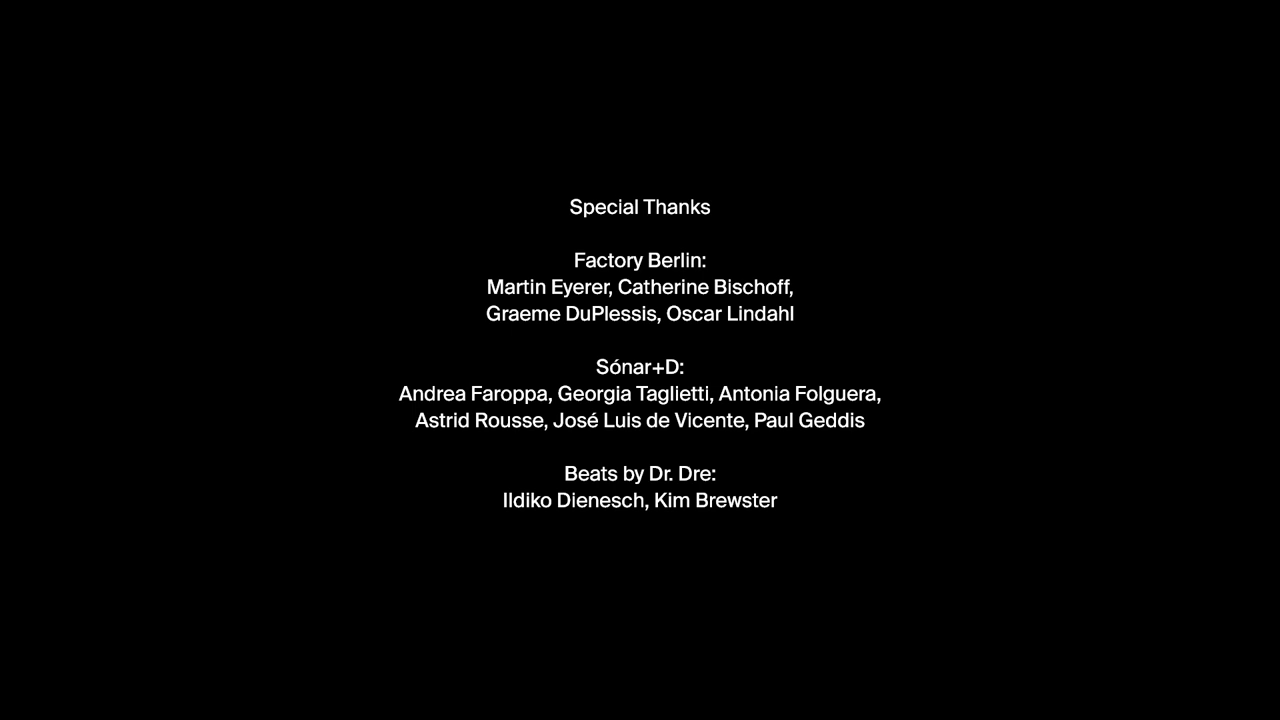 Special Thanks
Factory Berlin:
Martin Eyerer, Catherine Bischoff,
Graeme DuPlessis, Oscar Lindahl
Sónar+D:
Andrea Faroppa, Georgia Taglietti, Antonia Folguera,
Astrid Rousse, José Luis de Vicente, Paul Geddis
Beats by Dr. Dre:
Ildiko Dienesch, Kim Brewster